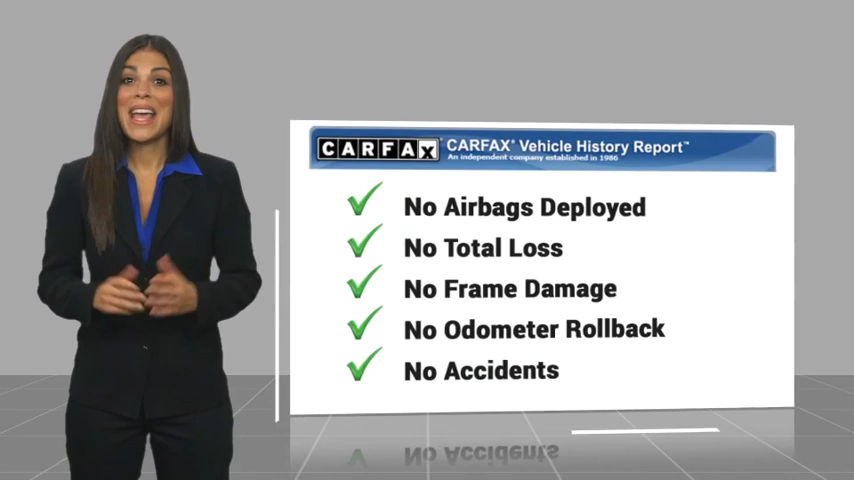 CARFAX® CARFAX® Vehicle History Report™
An independent company established in 1986
No Airbags Deployed
No Total Loss
No Frame Damage
No Odometer Rollback
No Accidents
No Accidents